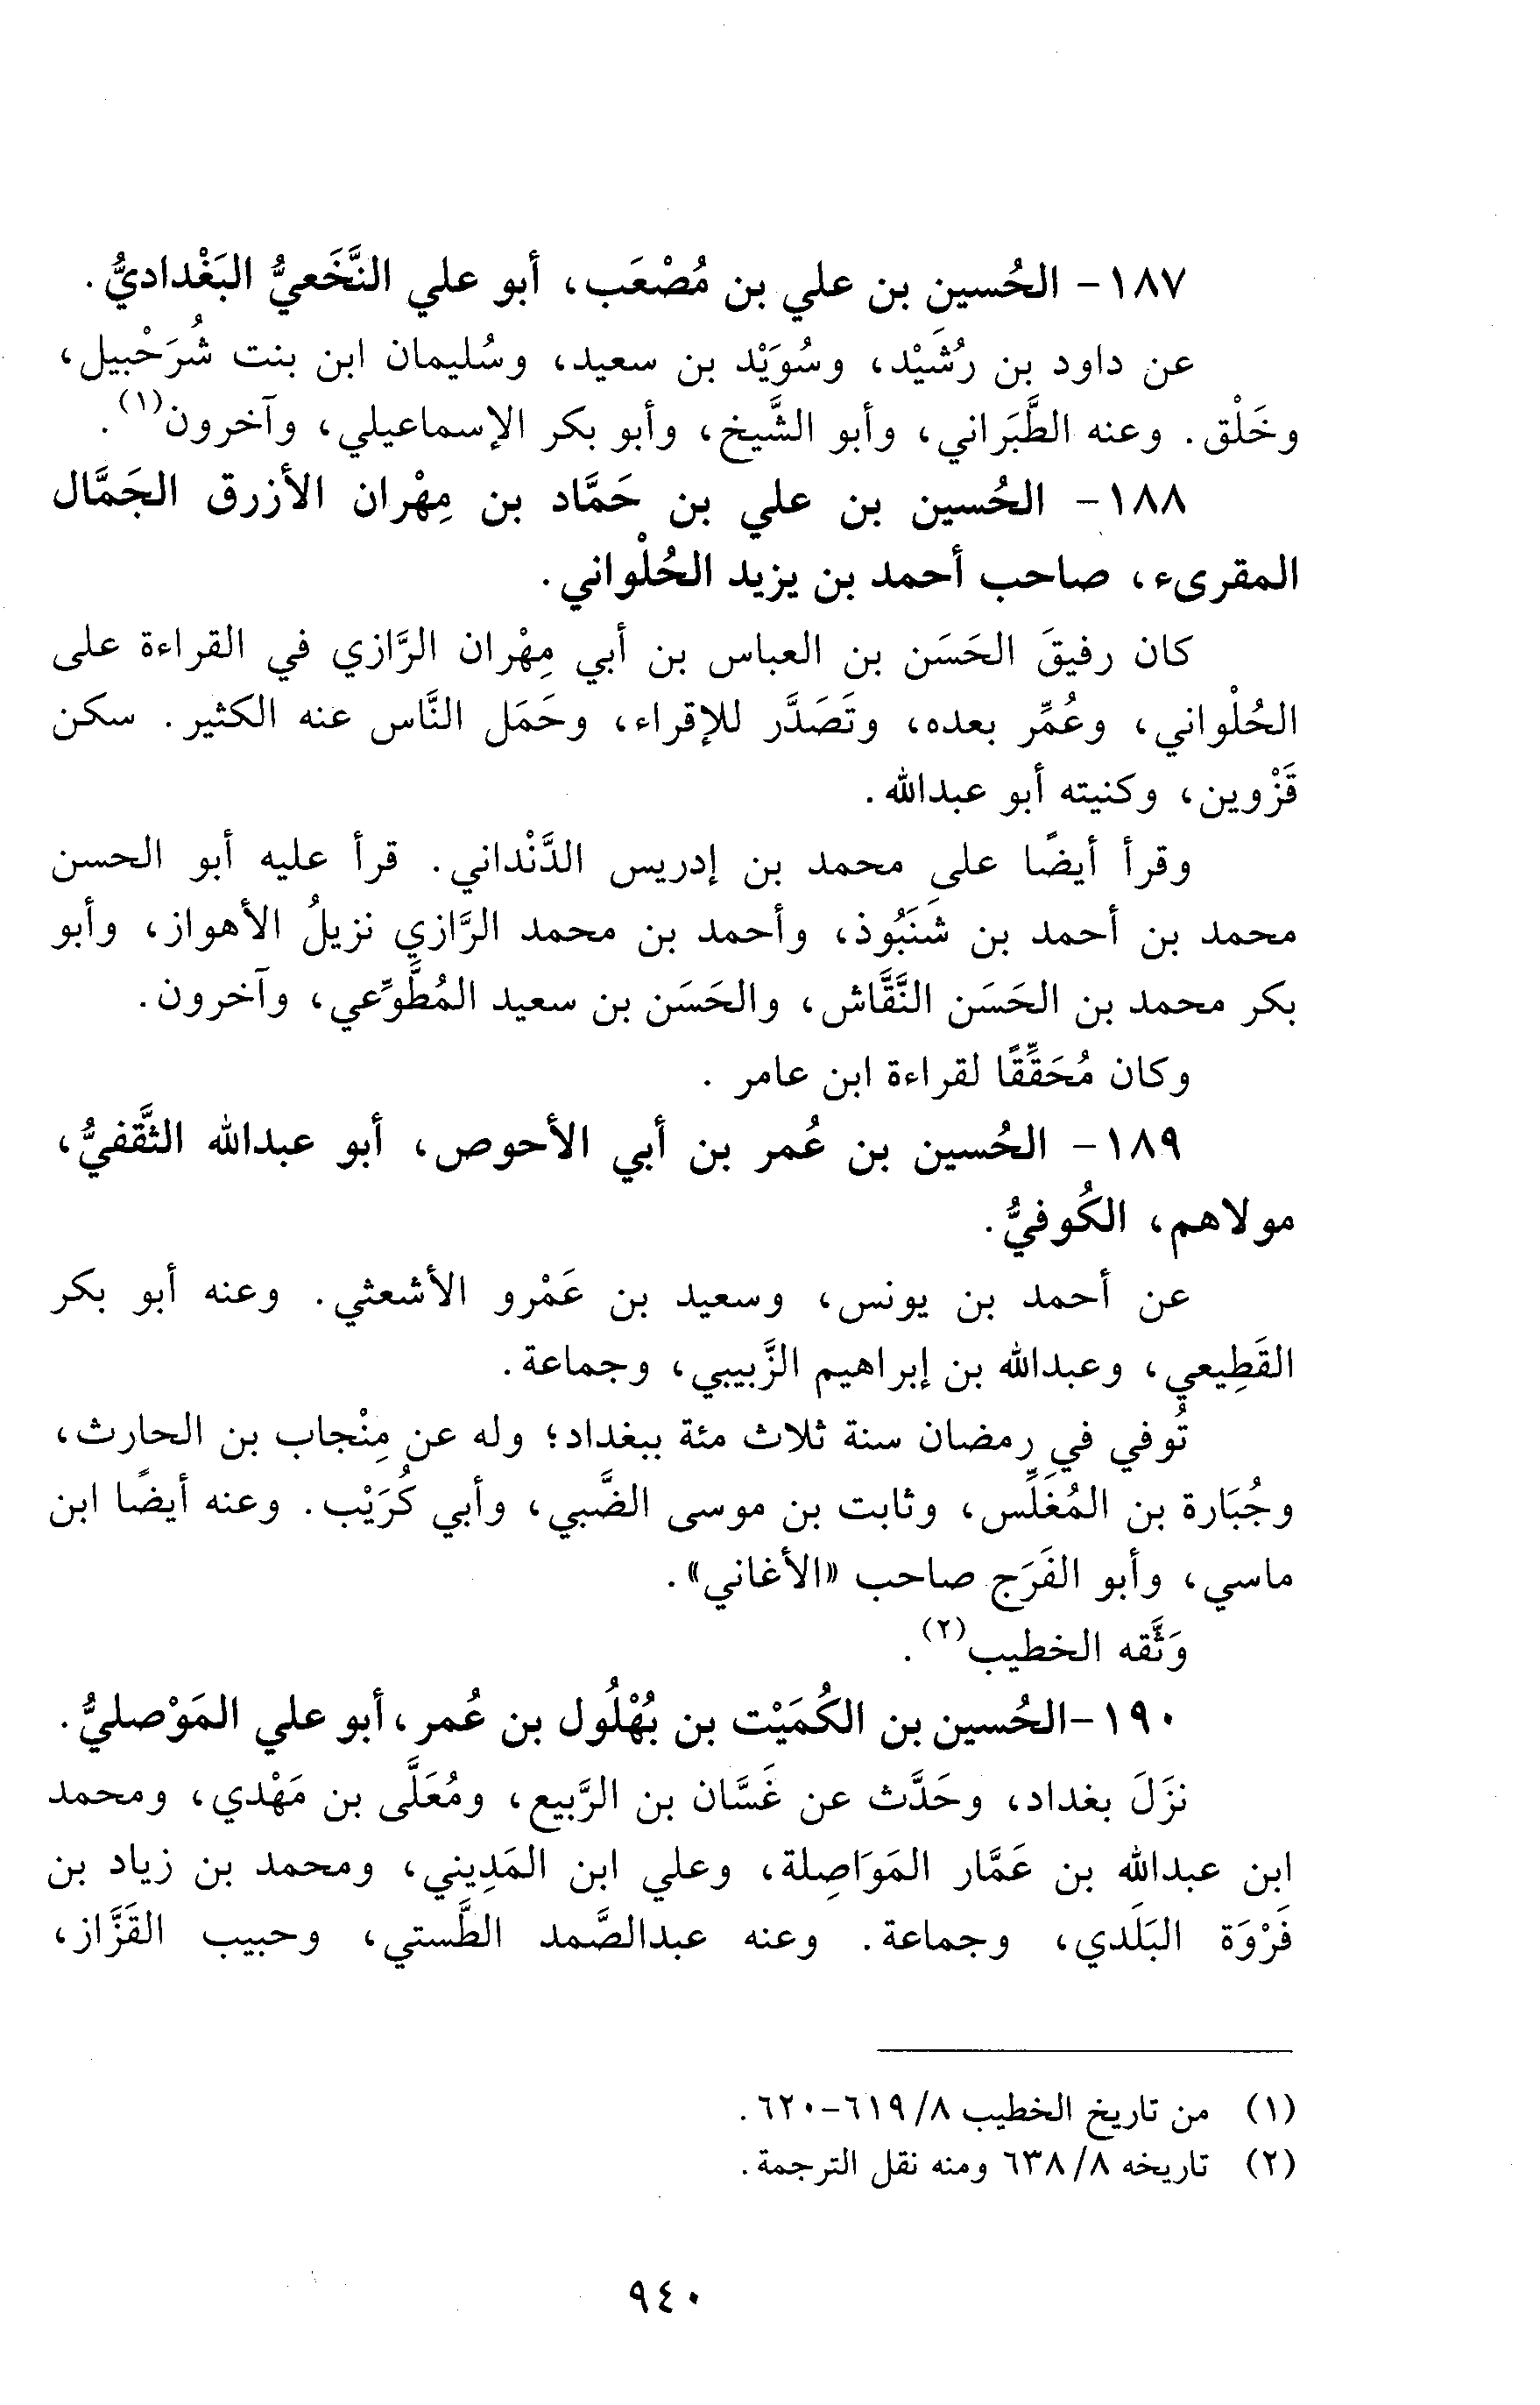 ١٨٧ - الحُسين بن علي بن مُصْعَب، أبو علي النَّخَعيُّ البَغْداديُّ.
عن داود بن رُشَيْد، وسُوَيْد بن سعيد، وسُليمان ابن بنت شُرَحْبيل،
وخَلْق. وعنه الطَّبَراني، وأبو الشَّيخ، وأبو بكر الإسماعيلي، وآخرون(١).
١٨٨ - الحُسين بن علي بن حَمَّاد بن مِهْران الأزرق الجَمَّال
المقرىء، صاحب أحمد بن يزيد الحُلْواني.
كان رفيقَ الحَسَن بن العباس بن أبي مِهْران الرَّازي في القراءة على
الحُلْواني، وعُمِّر بعده، وتَصَدَّر للإقراء، وحَمَل النَّاس عنه الكثير. سكن
قَزْوين، وكنيته أبو عبدالله.
وقرأ أيضًا على محمد بن إدريس الدَّنْداني. قرأ عليه أبو الحسن
محمد بن أحمد بن شَنَبُوذ، وأحمد بن محمد الرَّازي نزيلُ الأهواز، وأبو
بكر محمد بن الحَسَن النَّقَّاش، والحَسَن بن سعيد المُطَّوِّعي، وآخرون.
وكان مُحَقِّقًا لقراءة ابن عامر .
١٨٩ - الحُسين بن عُمر بن أبي الأحوص، أبو عبدالله الثَّقَفيُّ،
مولاهم، الكُوفيُّ.
عن أحمد بن يونس، وسعيد بن عَمْرو الأشعثي. وعنه أبو بكر
القَطِيعي، وعبدالله بن إبراهيم الزَّبيبي، وجماعة.
تُوفي في رمضان سنة ثلاث مئة ببغداد؛ وله عن مِنْجاب بن الحارث،
وجُبَارة بن المُغَلِّس، وثابت بن موسى الضَّبي، وأبي كُرَيْب. وعنه أيضًا ابن
ماسي، وأبو الفَرَج صاحب «الأغاني».
وَثَّقه الخطيب(٢).
١٩٠ -الحُسين بن الكُمَيْت بن بُهْلُول بن عُمر، أبو علي المَوْصليُّ.
نزَلَ بغداد، وحَدَّث عن غَسَّان بن الرَّبيع، ومُعَلَّى بن مَهْدي، ومحمد
ابن عبدالله بن عَمَّار المَوَاصِلة، وعلي ابن المَدِيني، ومحمد بن زياد بن
فَرْوَة البَلَدي، وجماعة. وعنه عبدالصَّمد الطَّستي، وحبيب القَزَّاز،
(١) من تاريخ الخطيب ٨/ ٦١٩-٦٢٠.
(٢) تاريخه ٨/ ٦٣٨ ومنه نقل الترجمة.
٩٤٠